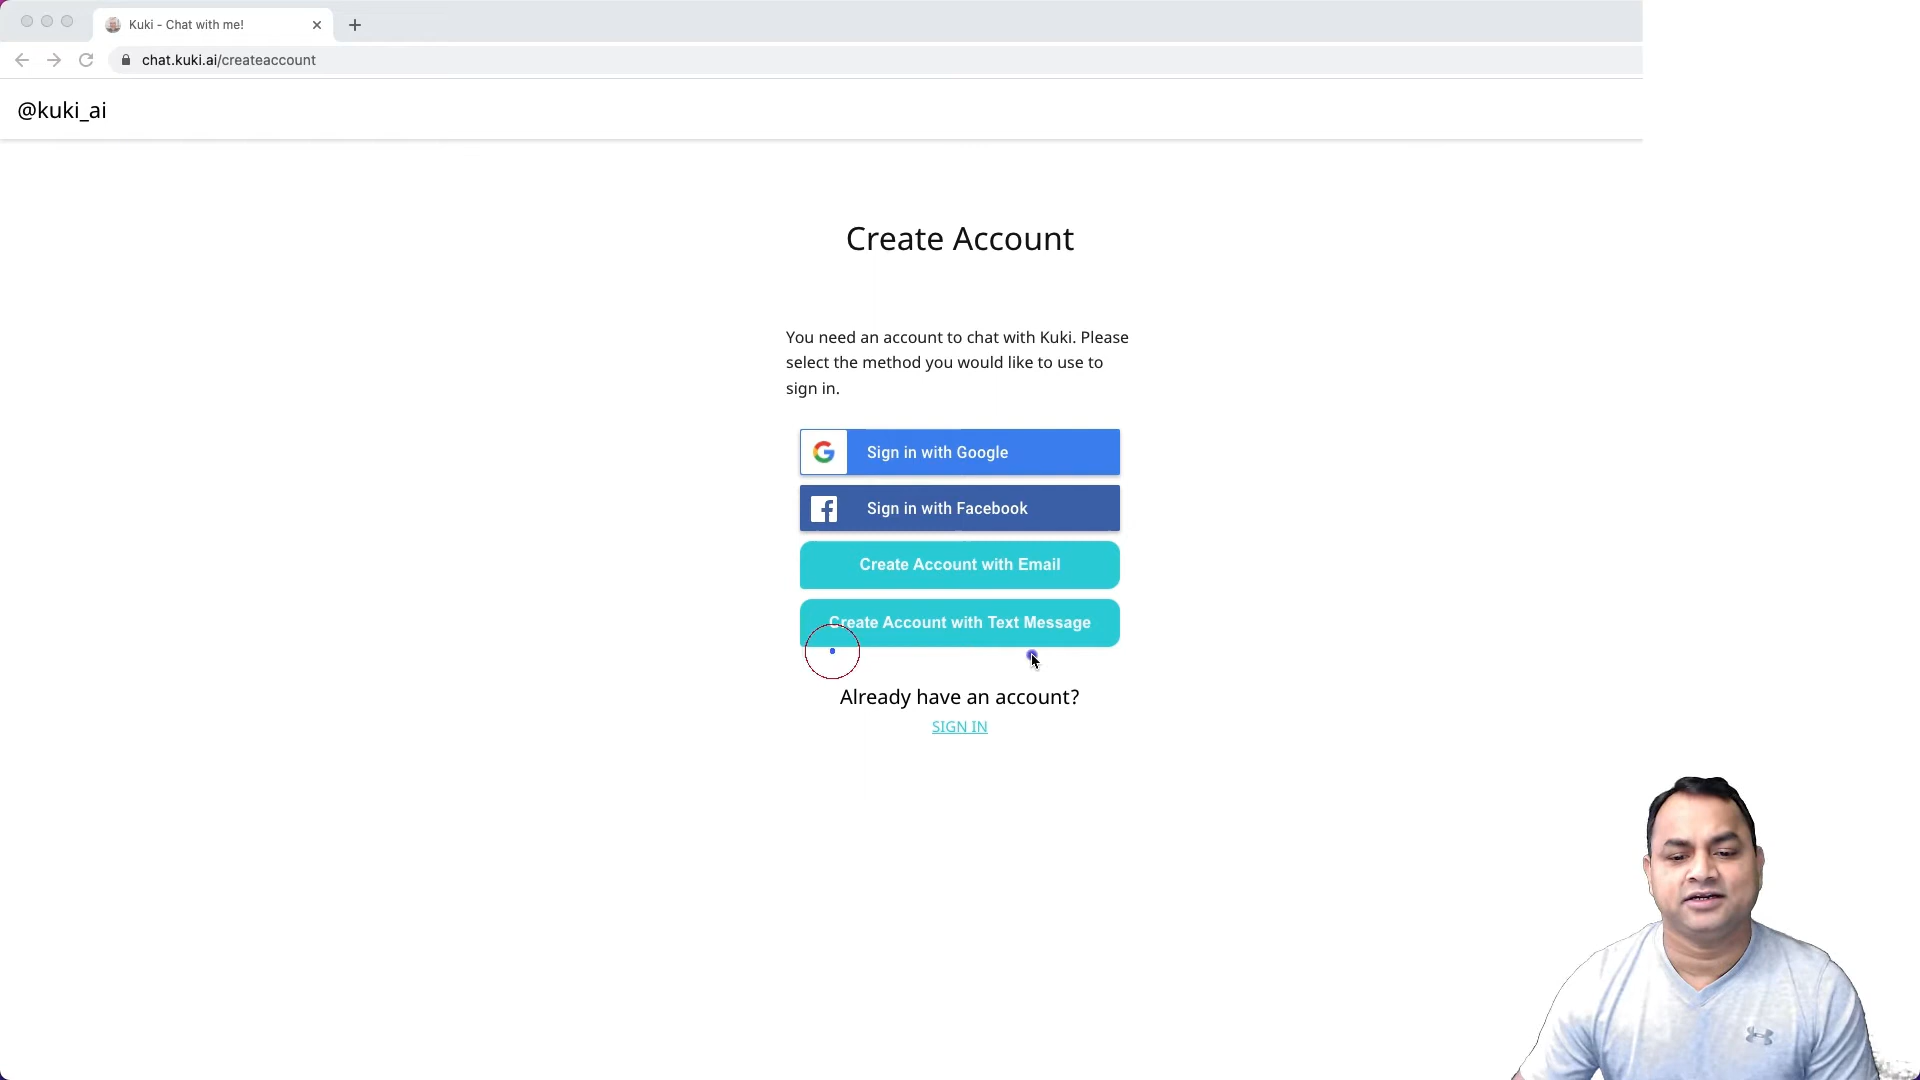 Kuki - Chat with me!
chat.kuki.ai/createaccount
@kuki_ai
Create Account
You need an account to chat with Kuki. Please
select the method you would like to use to
sign in.
Sign in with Google
Sign in with Facebook
Create Account with Email
Create Account with Text Message
Already have an account?
SIGN IN